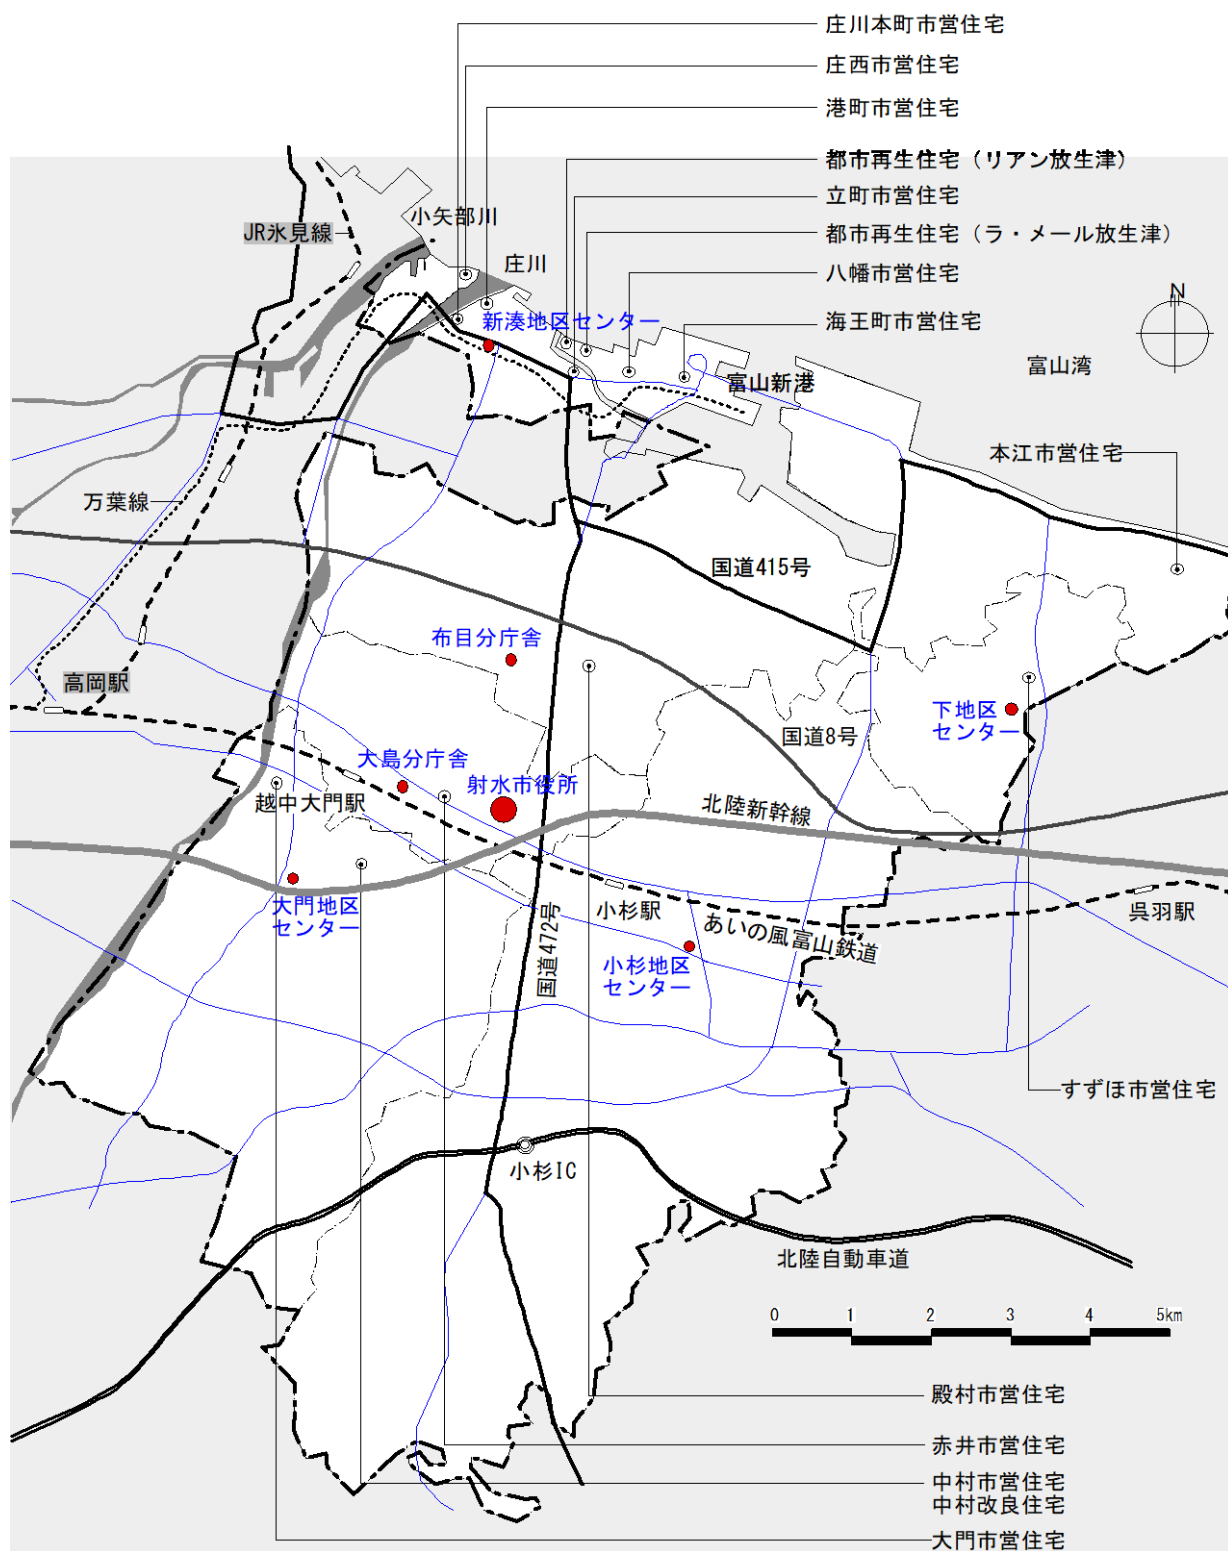 庄川本町市営住宅
庄西市営住宅
港町市営住宅
都市再生住宅（リアン放生津）
立町市営住宅
都市再生住宅（ラ・メール放生津）
八幡市営住宅
海王町市営住宅
小矢部川
JR氷見線
庄川
新湊地区センター
N
富山湾
富山新港
本江市営住宅
万葉線
国道415号
布目分庁舎
高岡駅
下地区
センター
国道8号
大島分庁舎
射水市役所
越中大門駅
北陸新幹線
大門地区
センター
国道472号
小杉駅
あいの風富山鉄道
呉羽駅
小杉地区
センター
すずほ市営住宅
小杉IC
北陸自動車道
0 1 2 3 4 5km
殿村市営住宅
赤井市営住宅
中村市営住宅
中村改良住宅
大門市営住宅